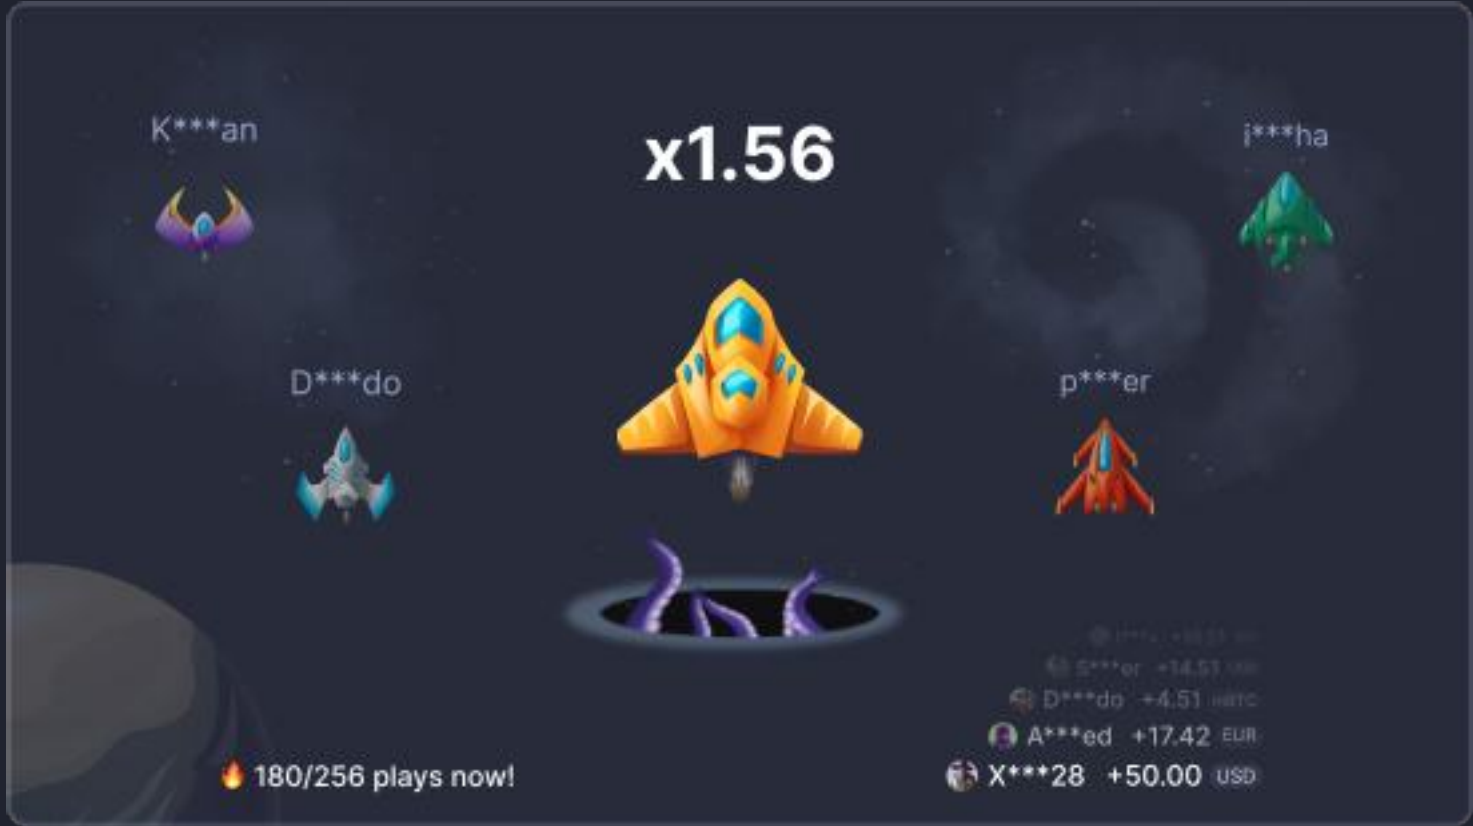 K***an
x1.56
i***ha
D***do
p***er
S***er +14.51
D***do +4.51
A***ed +17.42 EUR
X***28 +50.00 USD
🔥 180/256 plays now!